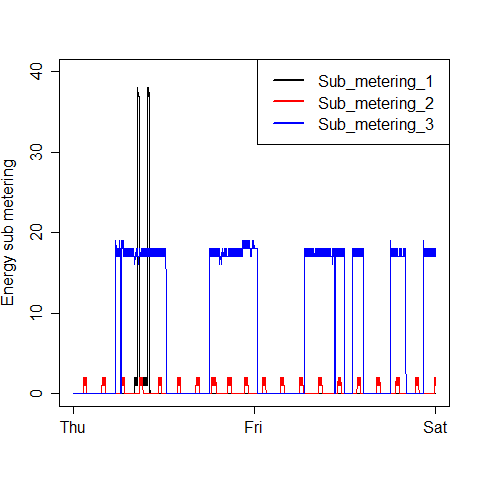 Sub_metering_1
Sub_metering_2
Sub_metering_3
Energy sub metering
40
30
20
10
0
Thu Fri Sat